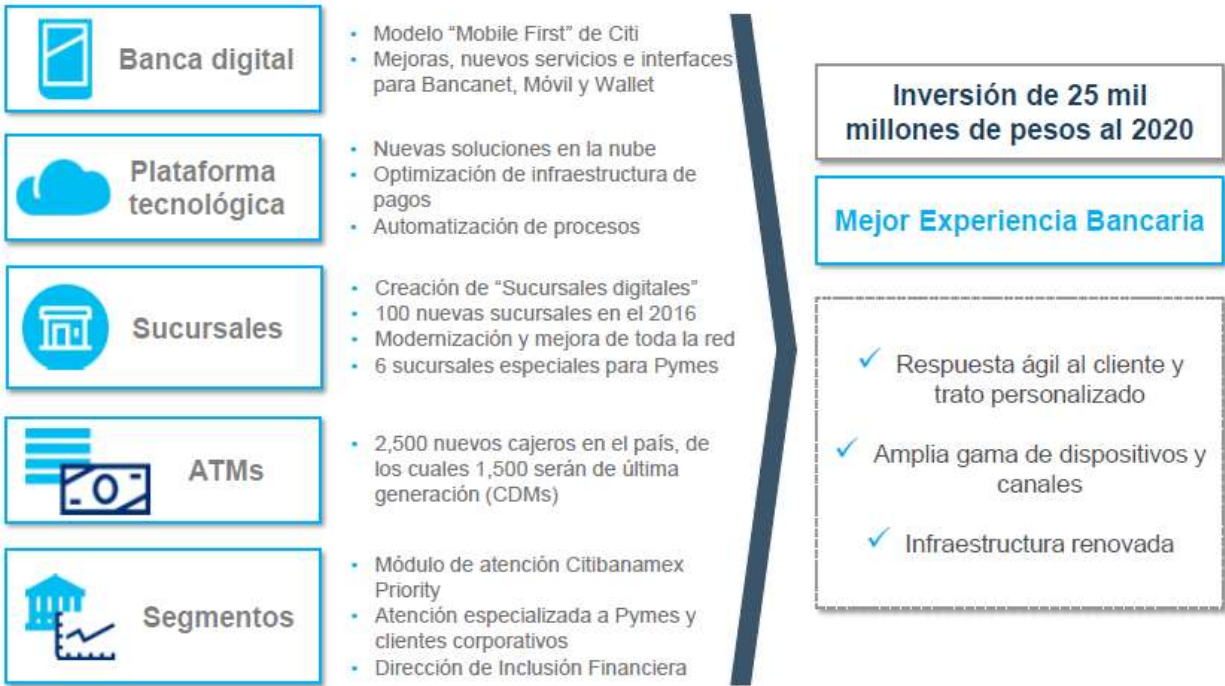 Banca digital
• Modelo “Mobile First” de Citi
• Mejoras, nuevos servicios e interfaces
para Bancanet, Móvil y Wallet
Plataforma
tecnológica
• Nuevas soluciones en la nube
• Optimización de infraestructura de
pagos
• Automatización de procesos
Sucursales
• Creación de “Sucursales digitales”
• 100 nuevas sucursales en el 2016
• Modernización y mejora de toda la red
• 6 sucursales especiales para Pymes
ATMs
• 2,500 nuevos cajeros en el país, de
los cuales 1,500 serán de última
generación (CDMs)
Segmentos
• Módulo de atención Citibanamex
Priority
• Atención especializada a Pymes y
clientes corporativos
• Dirección de Inclusión Financiera
Inversión de 25 mil
millones de pesos al 2020
Mejor Experiencia Bancaria
✓ Respuesta ágil al cliente y
trato personalizado
✓ Amplia gama de dispositivos y
canales
✓ Infraestructura renovada